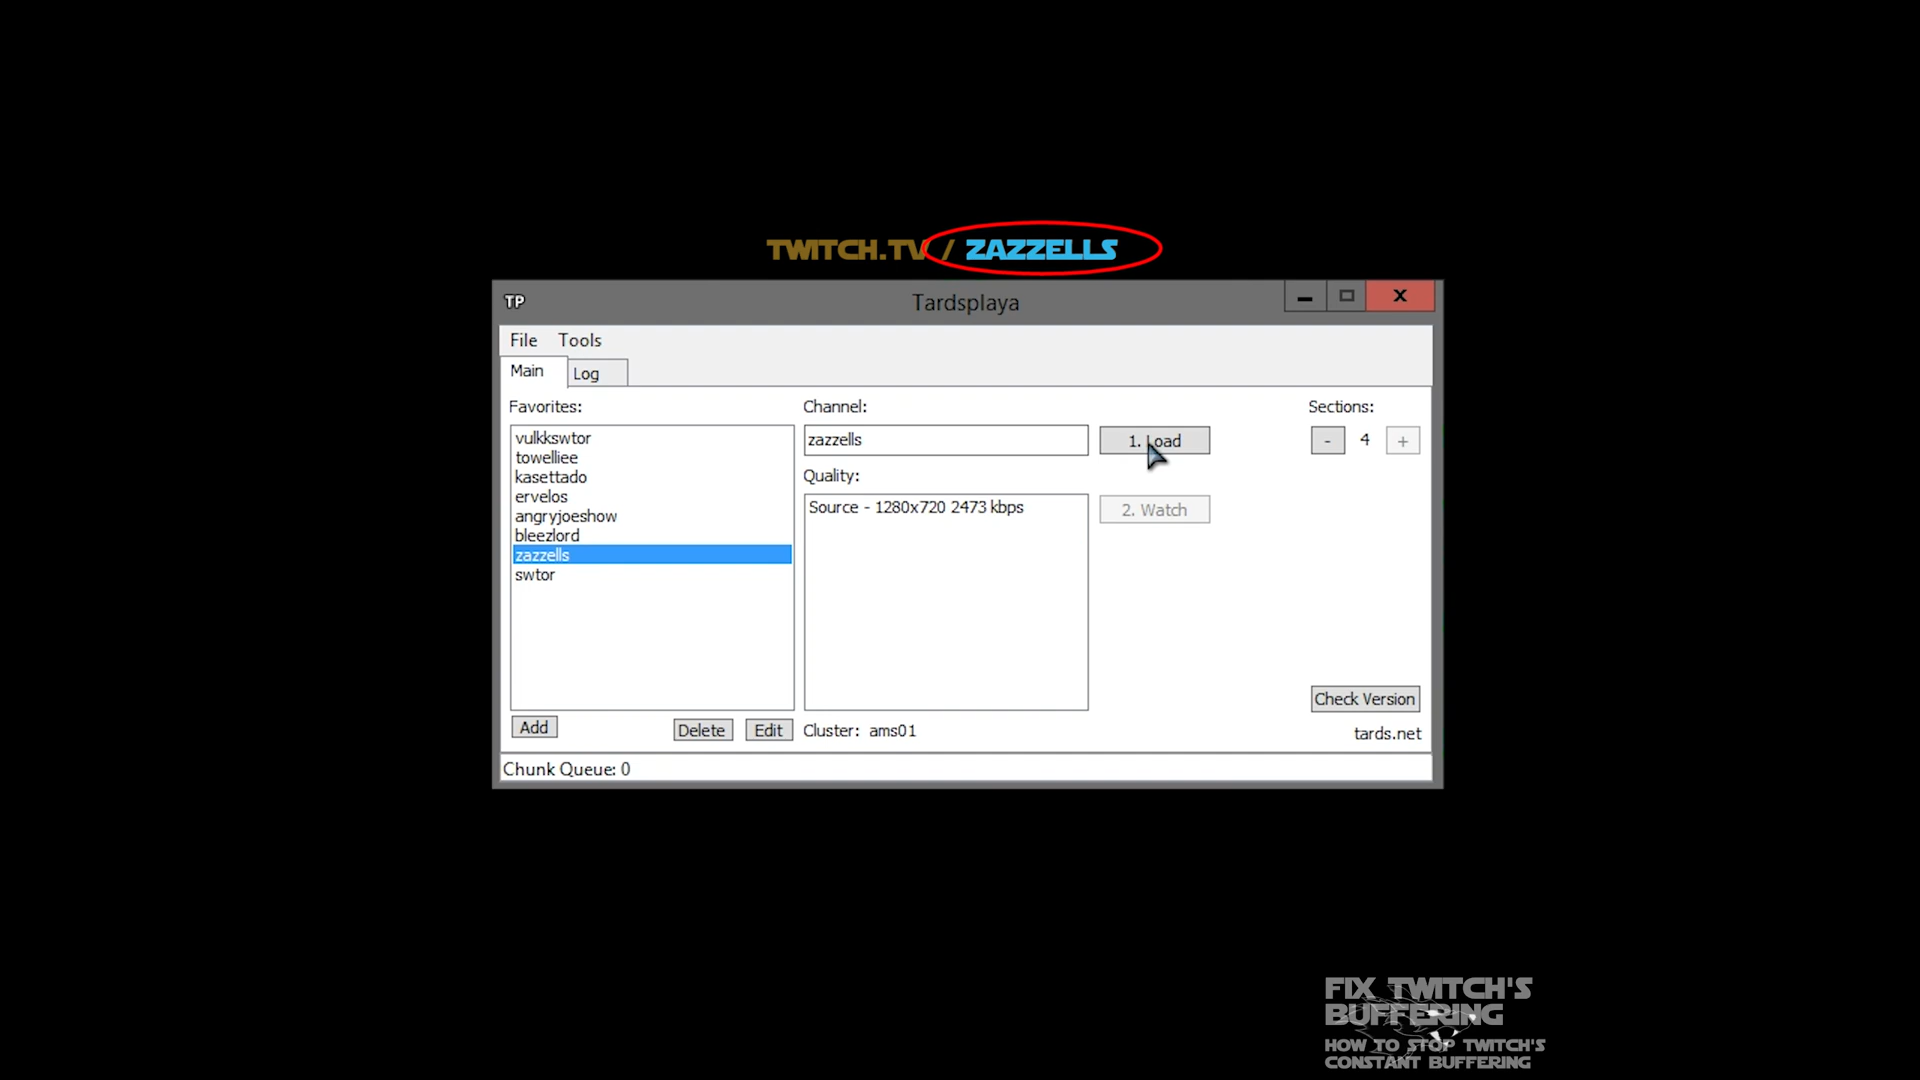 TWITCH.TV / ZAZZELLS
TP
Tardsplaya
X
File Tools
Main Log
Favorites:
Channel:
Sections:
vulkkswtor
towelliee
kasettado
ervelos
angryjoeshow
bleezlord
zazzells
swtor
zazzells
1. Load
- 4 +
Quality:
Source - 1280x720 2473 kbps
2. Watch
Check Version
Add Delete Edit Cluster: ams01
tards.net
Chunk Queue: 0
FIX TWITCH'S
BUFFERING
HOW TO STOP TWITCH'S
CONSTANT BUFFERING